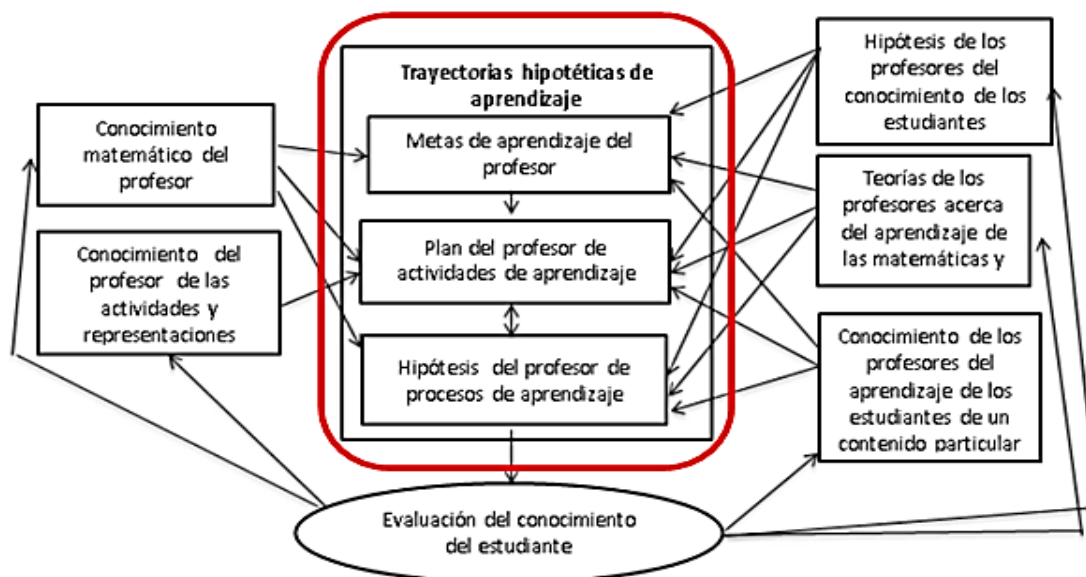 Trayectorias hipotéticas de
aprendizaje
Metas de aprendizaje del
profesor
Plan del profesor de
actividades de aprendizaje
Hipótesis del profesor de
procesos de aprendizaje
Conocimiento
matemático del
profesor
Conocimiento del
profesor de las
actividades y
representaciones
Hipótesis de los
profesores del
conocimiento de los
estudiantes
Teorías de los
profesores acerca
del aprendizaje de
las matemáticas y
Conocimiento de los
profesores del
aprendizaje de los
estudiantes de un
contenido particular
Evaluación del conocimiento
del estudiante